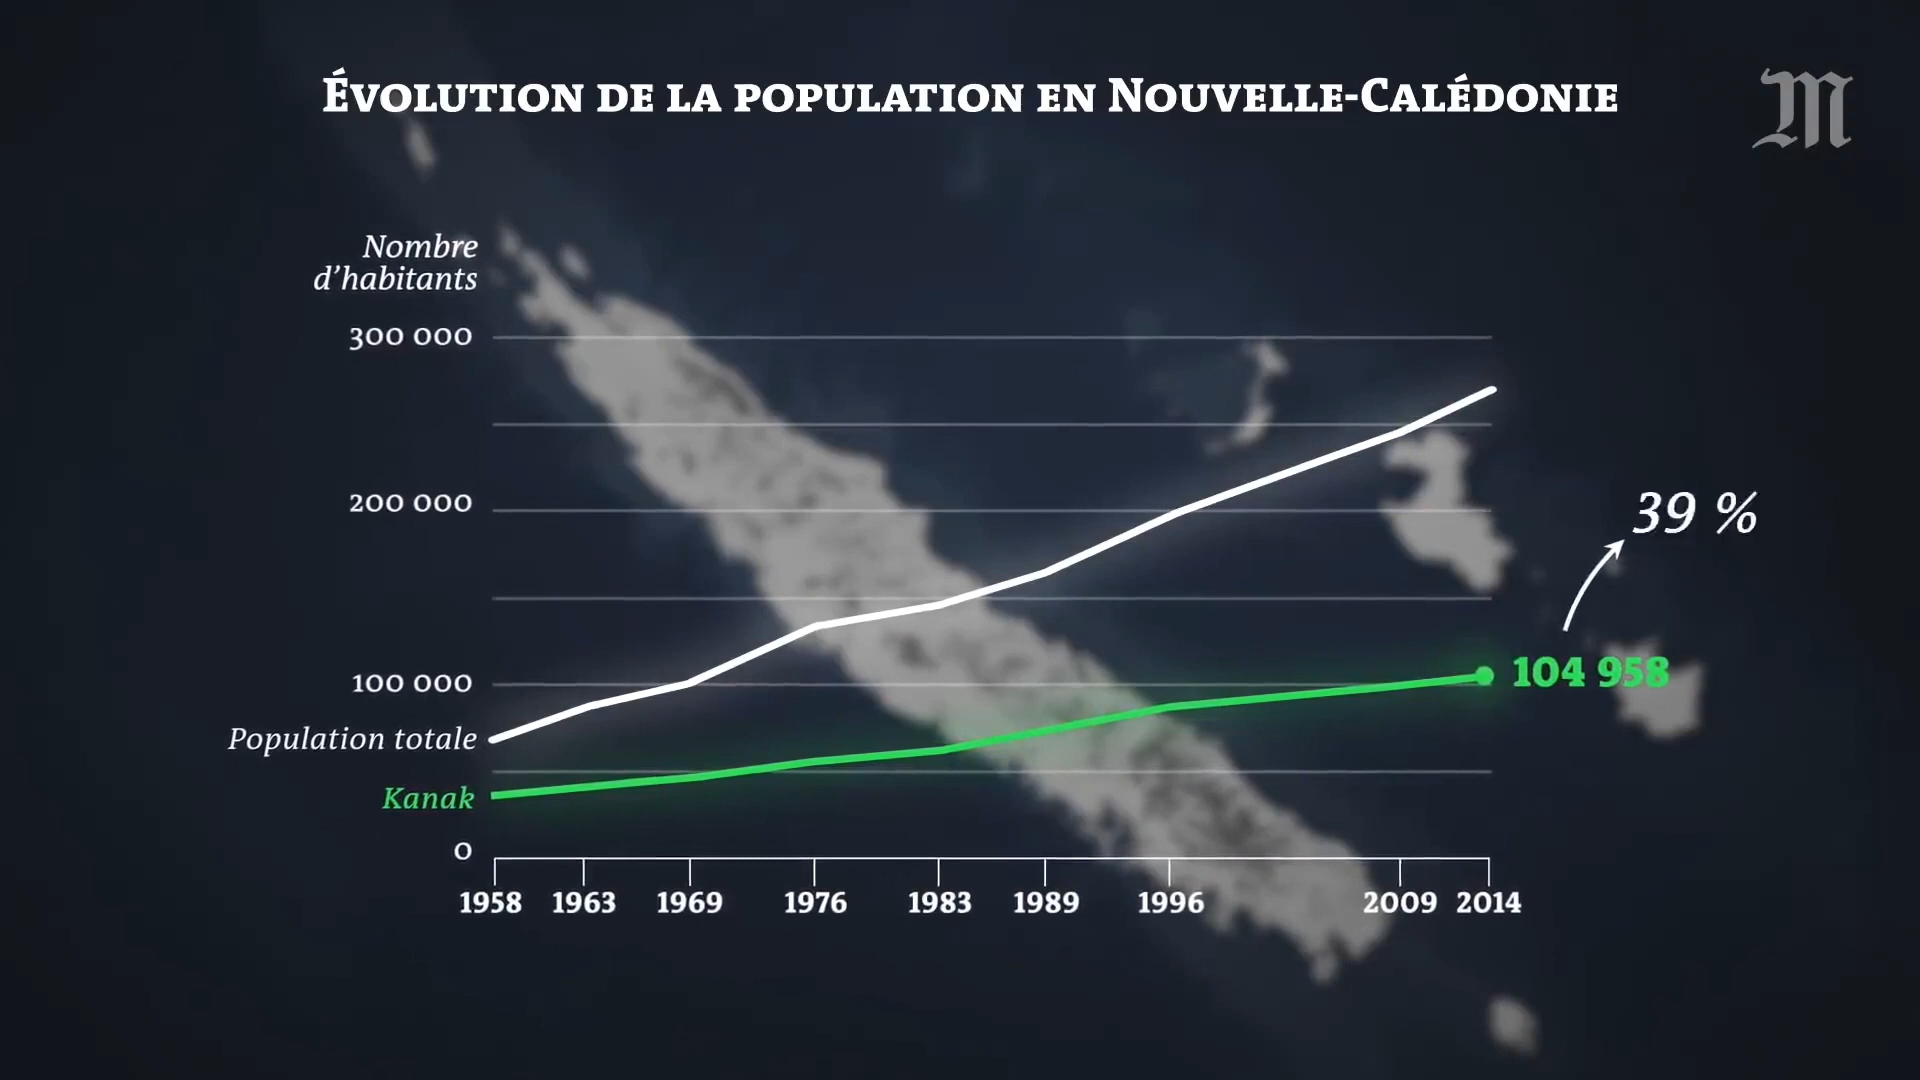 Évolution de la population en Nouvelle-Calédonie
M
Nombre
d'habitants
300 000
200 000
39 %
100 000
104 958
Population totale
Kanak
0
1958 1963 1969 1976 1983 1989 1996 2009 2014